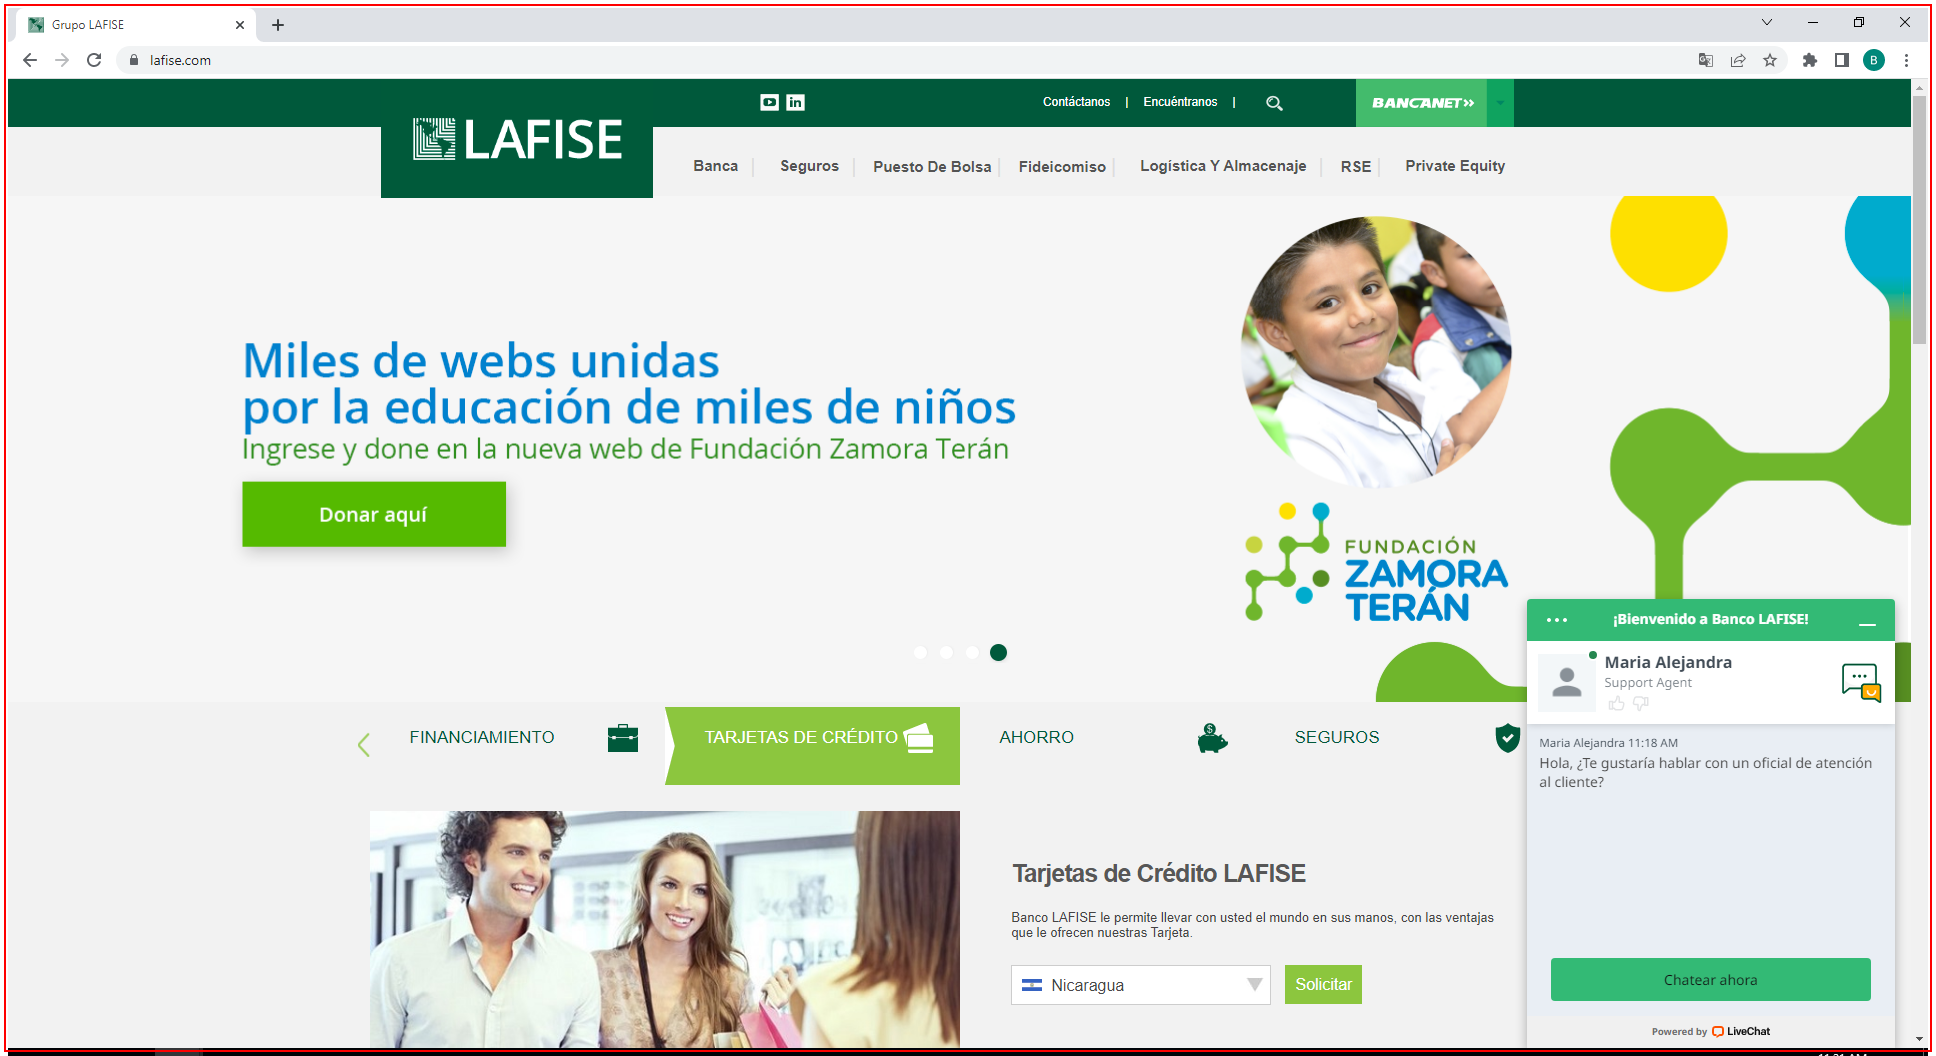 Grupo LAFISE
lafise.com
B
Contáctanos | Encuéntranos |
BANCANET»
LAFISE
Banca
Seguros
Puesto De Bolsa
Fideicomiso
Logística Y Almacenaje
RSE
Private Equity
Miles de webs unidas
por la educación de miles de niños
Ingrese y done en la nueva web de Fundación Zamora Terán
Donar aquí
FUNDACIÓN
ZAMORA
TERÁN
FINANCIAMIENTO
TARJETAS DE CRÉDITO
AHORRO
SEGUROS
Tarjetas de Crédito LAFISE
Banco LAFISE le permite llevar con usted el mundo en sus manos, con las ventajas
que le ofrecen nuestras Tarjeta.
Nicaragua
Solicitar
¡Bienvenido a Banco LAFISE!
Maria Alejandra
Support Agent
Maria Alejandra 11:18 AM
Hola, ¿Te gustaría hablar con un oficial de atención
al cliente?
Chatear ahora
Powered by LiveChat